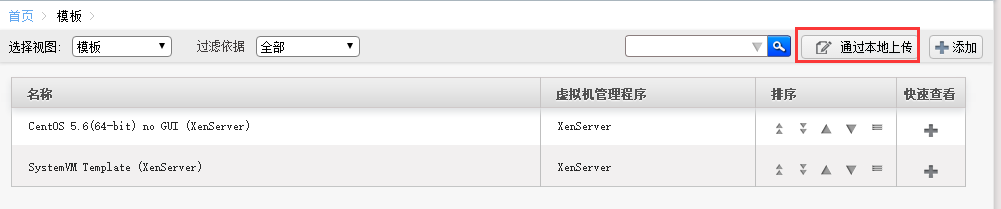 首页 模板
选择视图: 模板 过滤依据 全部 通过本地上传 添加
名称 虚拟机管理程序 排序 快速查看
CentOS 5.6(64-bit) no GUI (XenServer) XenServer
SystemVM Template (XenServer) XenServer